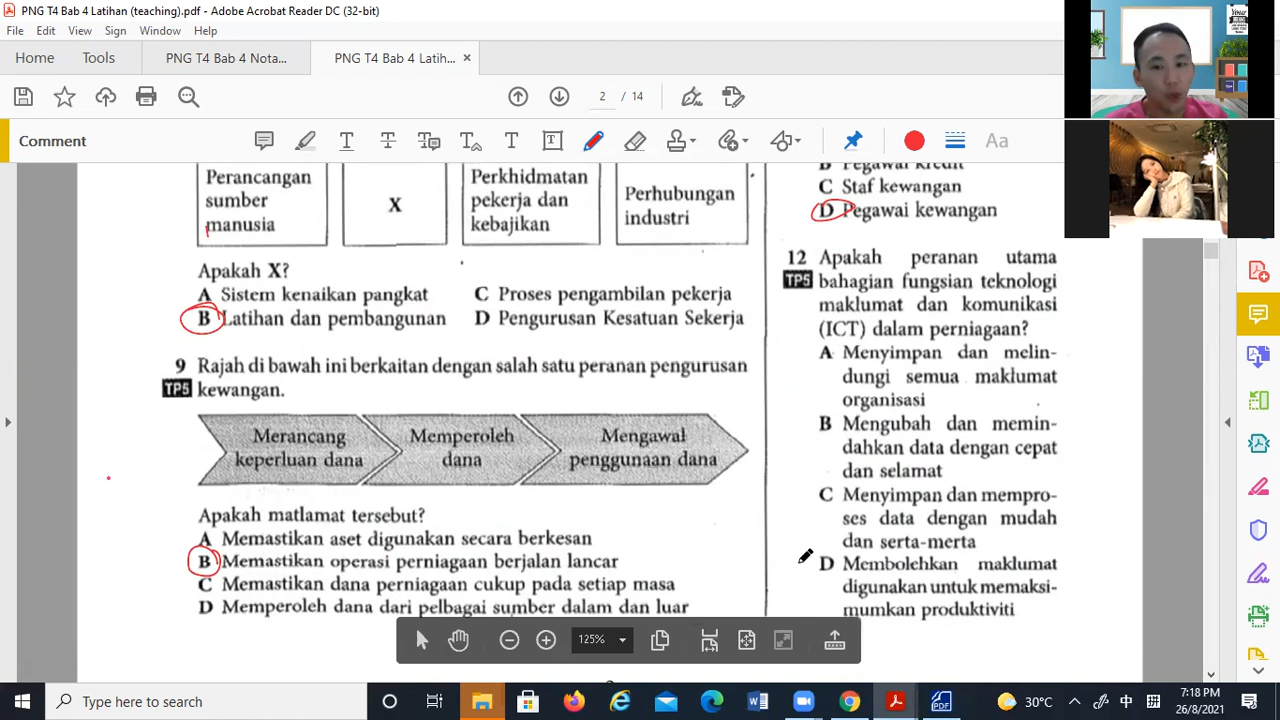 PNG T4 Bab 4 Latihan (teaching).pdf - Adobe Acrobat Reader DC (32-bit)
File Edit View Sign Window Help
Home Tools PNG T4 Bab 4 Nota... PNG T4 Bab 4 Latih... ×
2 / 14
Comment
Aa
Perancangan
sumber
manusia
X
Perkhidmatan
pekerja dan
kebajikan
Perhubungan
industri
Apakah X?
A Sistem kenaikan pangkat
B Latihan dan pembangunan
C Proses pengambilan pekerja
D Pengurusan Kesatuan Sekerja
9 Rajah di bawah ini berkaitan dengan salah satu peranan pengurusan
TP5 kewangan.
Merancang
keperluan dana
Memperoleh
dana
Mengawal
penggunaan dana
Apakah matlamat tersebut?
A Memastikan aset digunakan secara berkesan
B Memastikan operasi perniagaan berjalan lancar
C Memastikan dana perniagaan cukup pada setiap masa
D Memperoleh dana dari pelbagai sumber dalam dan luar
B Pegawai kredit
C Staf kewangan
D Pegawai kewangan
12 Apakah peranan utama
TP5 bahagian fungsian teknologi
maklumat dan komunikasi
(ICT) dalam perniagaan?
A Menyimpan dan melin-
dungi semua maklumat
organisasi
B Mengubah dan memin-
dahkan data dengan cepat
dan selamat
C Menyimpan dan mempro-
ses data dengan mudah
dan serta-merta
D Membolehkan maklumat
digunakan untuk memaksi-
mumkan produktiviti
125%
Type here to search
30°C
中
拼
7:18 PM
26/8/2021